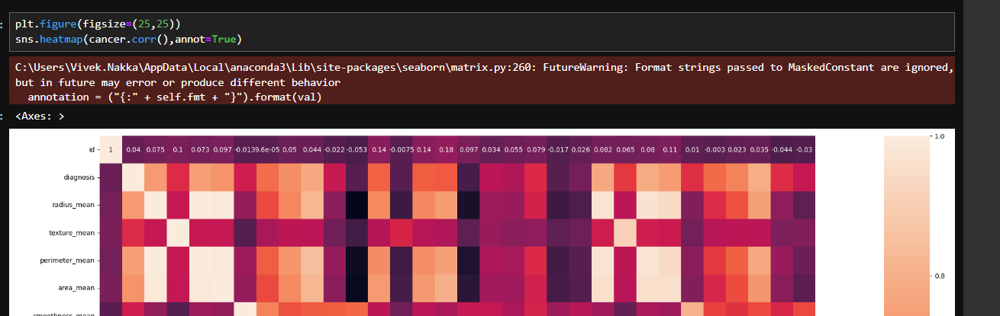 :
plt.figure(figsize=(25,25))
sns.heatmap(cancer.corr(),annot=True)
C:\Users\Vivek.Nakka\AppData\Local\anaconda3\Lib\site-packages\seaborn\matrix.py:260: FutureWarning: Format strings passed to MaskedConstant are ignored,
but in future may error or produce different behavior
annotation = ("{:" + self.fmt + "}").format(val)
: <Axes: >
id 1 0.04 0.075 0.1 0.073 0.097 -0.013 9.6e-05 0.05 0.044 -0.022 -0.053 0.14 -0.0075 0.14 0.18 0.097 0.034 0.055 0.079 -0.017 0.026 0.082 0.065 0.08 0.11 0.01 -0.003 0.023 0.035 -0.044 -0.03 1.0
diagnosis
radius_mean
texture_mean
perimeter_mean
0.8
area_mean
smoothness_mean